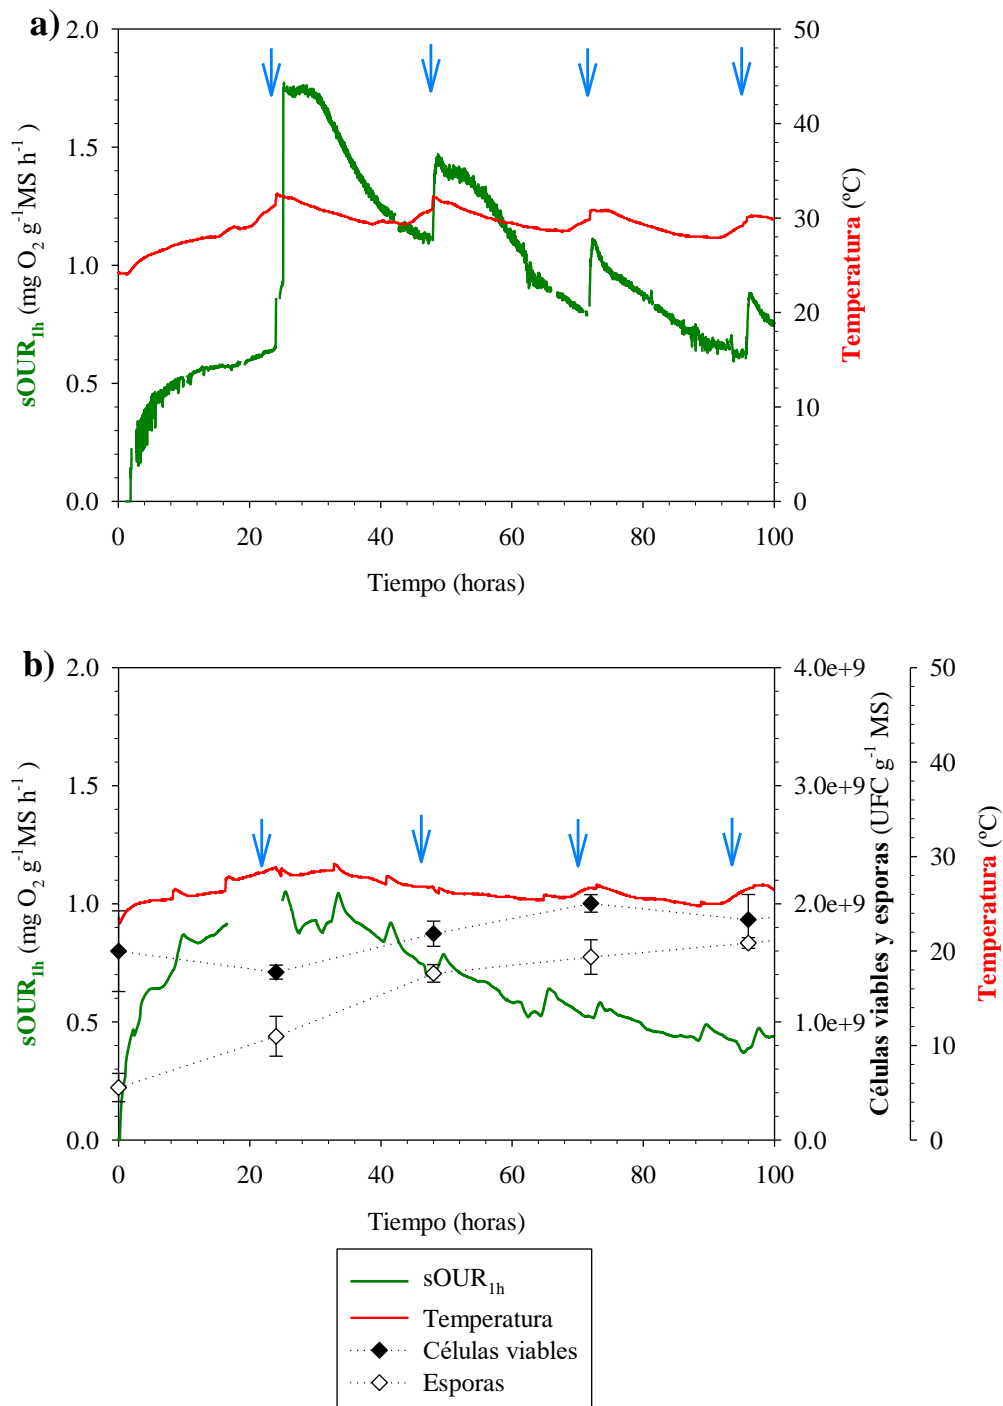 a)
2.0
1.5
1.0
0.5
0.0
sOUR1h (mg O2 g-1MS h-1 )
50
40
30
20
10
0
Temperatura (ºC)
0 20 40 60 80 100
Tiempo (horas)
b)
2.0
1.5
1.0
0.5
0.0
sOUR1h (mg O2 g-1MS h-1 )
4.0e+9
3.0e+9
2.0e+9
1.0e+9
0.0
Células viables y esporas (UFC g-1 MS)
50
40
30
20
10
0
Temperatura (ºC)
0 20 40 60 80 100
Tiempo (horas)
sOUR1h
Temperatura
Células viables
Esporas